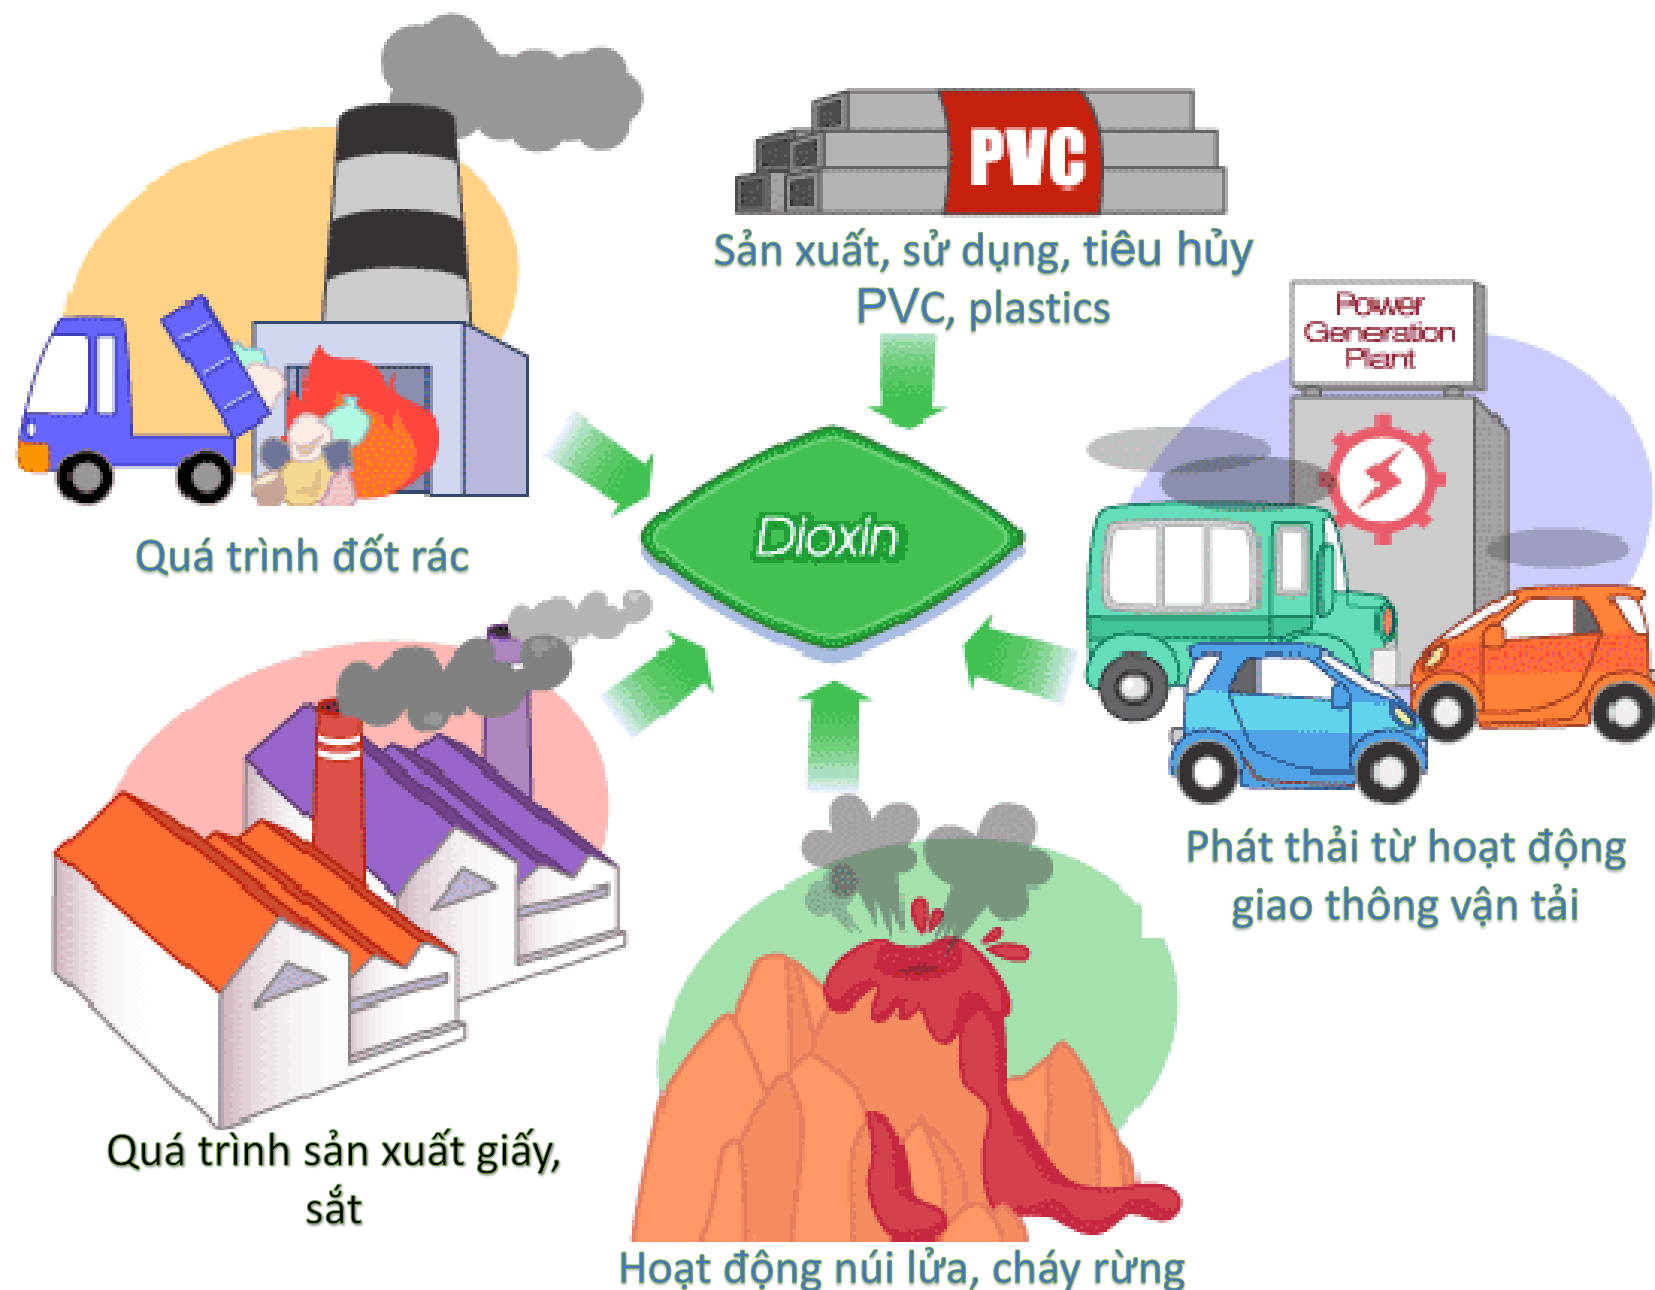 PVC
Sản xuất, sử dụng, tiêu hủy
PVC, plastics
Power
Generation
Plant
Dioxin
Quá trình đốt rác
Phát thải từ hoạt động
giao thông vận tải
Quá trình sản xuất giấy,
sắt
Hoạt động núi lửa, cháy rừng